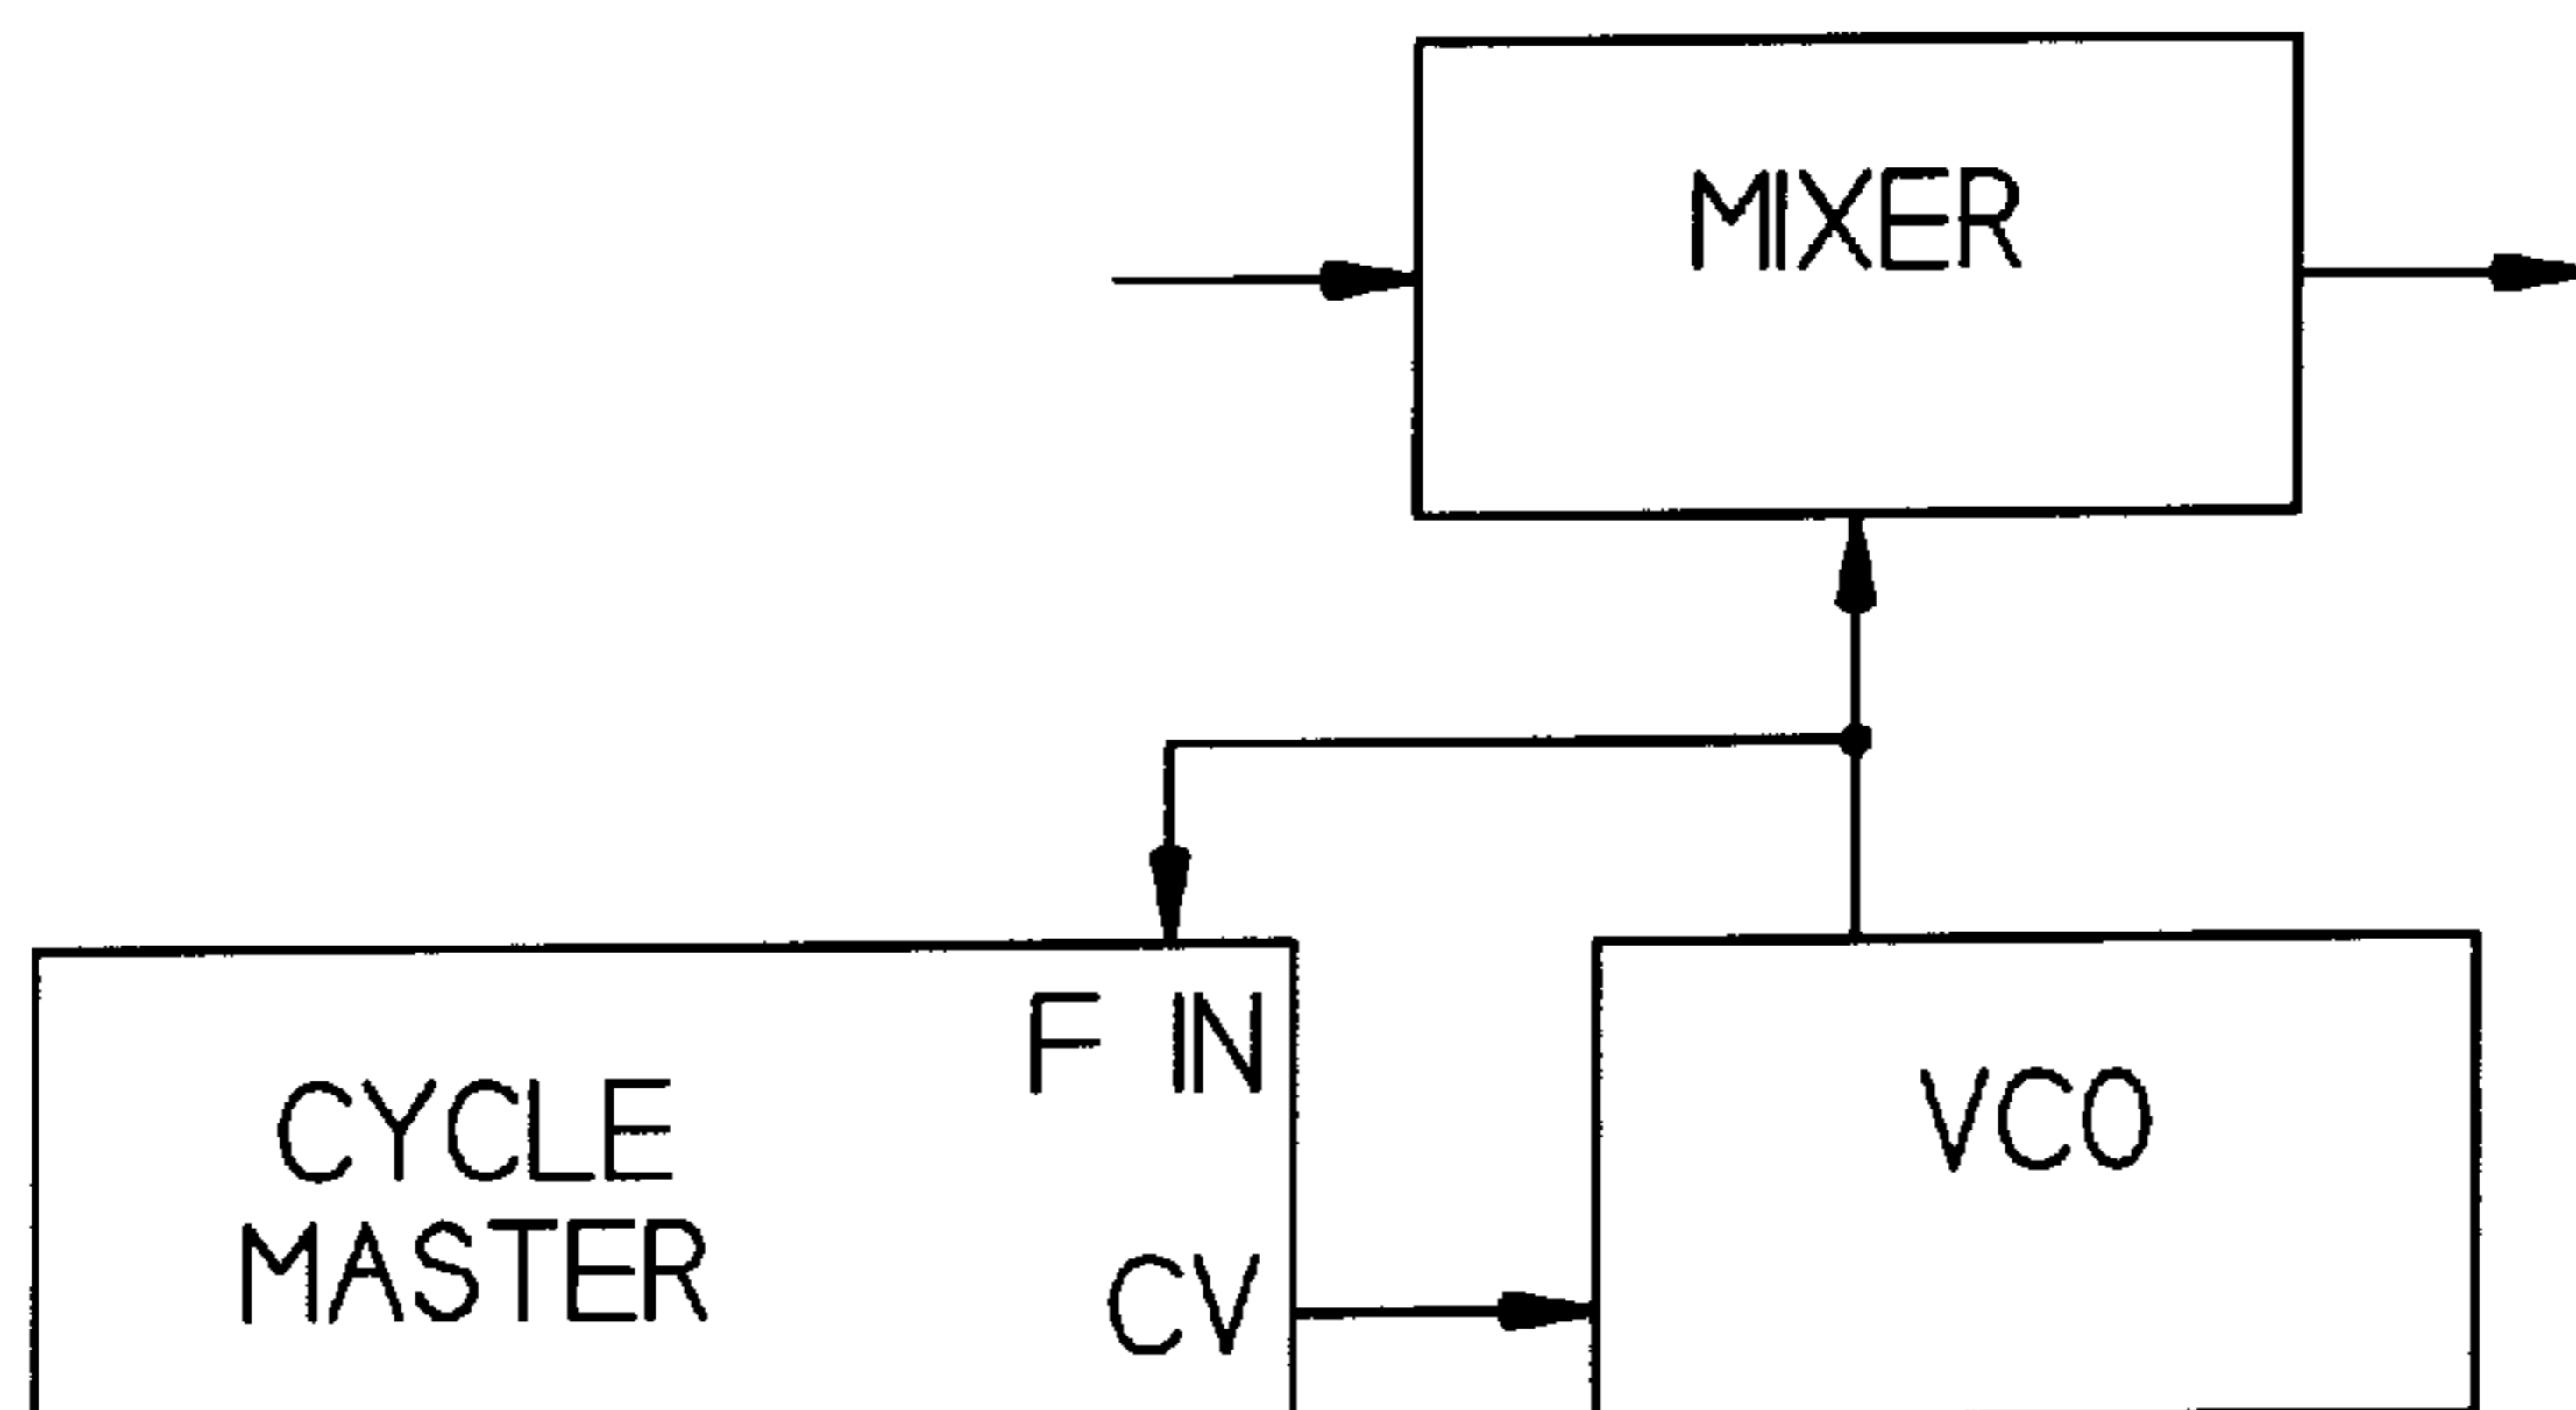 MIXER
F IN
CYCLE
MASTER
CV
VCO